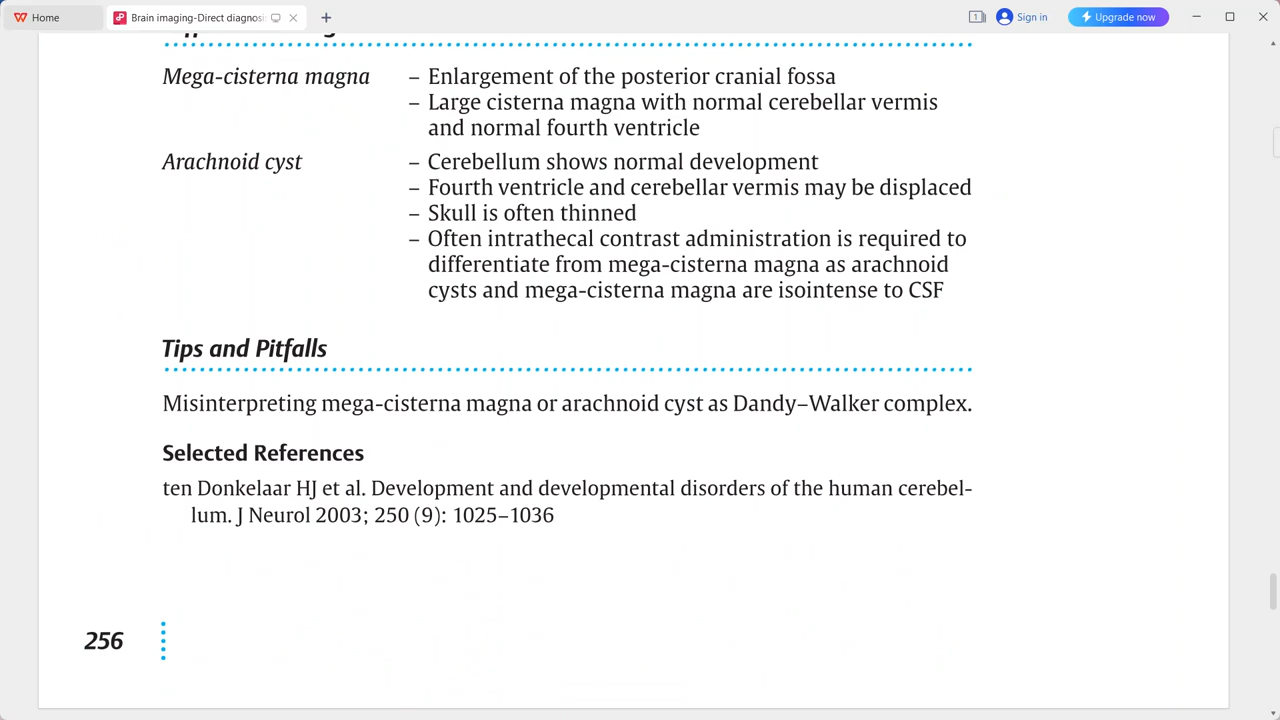 Home
Brain imaging-Direct diagnosi
1
Sign in
Upgrade now
Mega-cisterna magna – Enlargement of the posterior cranial fossa
– Large cisterna magna with normal cerebellar vermis
and normal fourth ventricle
Arachnoid cyst – Cerebellum shows normal development
– Fourth ventricle and cerebellar vermis may be displaced
– Skull is often thinned
– Often intrathecal contrast administration is required to
differentiate from mega-cisterna magna as arachnoid
cysts and mega-cisterna magna are isointense to CSF
Tips and Pitfalls
Misinterpreting mega-cisterna magna or arachnoid cyst as Dandy–Walker complex.
Selected References
ten Donkelaar HJ et al. Development and developmental disorders of the human cerebel-
lum. J Neurol 2003; 250 (9): 1025–1036
256